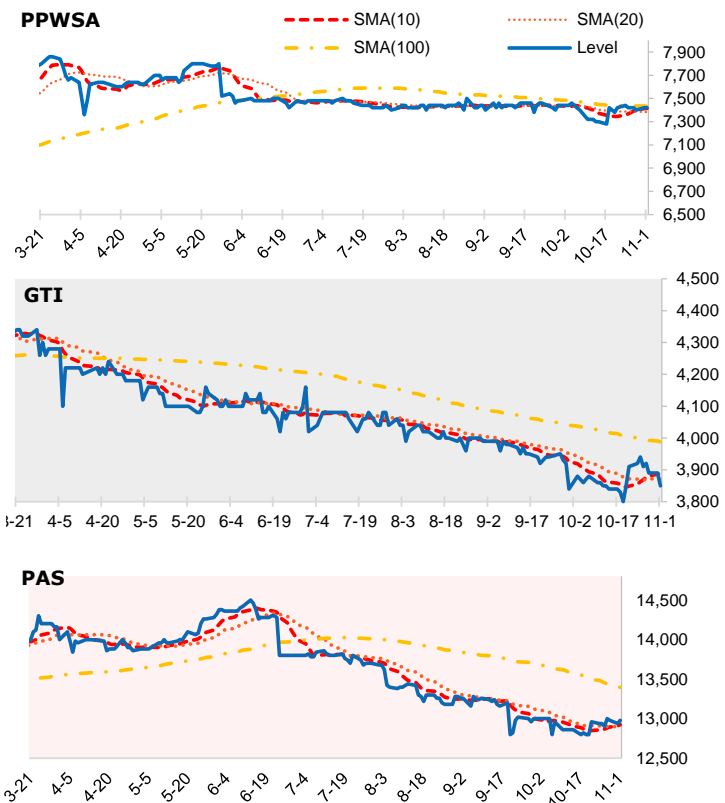 PPWSA
SMA(10)
SMA(20)
SMA(100)
Level
7,900
7,700
7,500
7,300
7,100
6,900
6,700
6,500
3-21 4-5 4-20 5-5 5-20 6-4 6-19 7-4 7-19 8-3 8-18 9-2 9-17 10-2 10-17 11-1
GTI
4,500
4,400
4,300
4,200
4,100
4,000
3,900
3,800
3-21 4-5 4-20 5-5 5-20 6-4 6-19 7-4 7-19 8-3 8-18 9-2 9-17 10-2 10-17 11-1
PAS
14,500
14,000
13,500
13,000
12,500
3-21 4-5 4-20 5-5 5-20 6-4 6-19 7-4 7-19 8-3 8-18 9-2 9-17 10-2 10-17 11-1